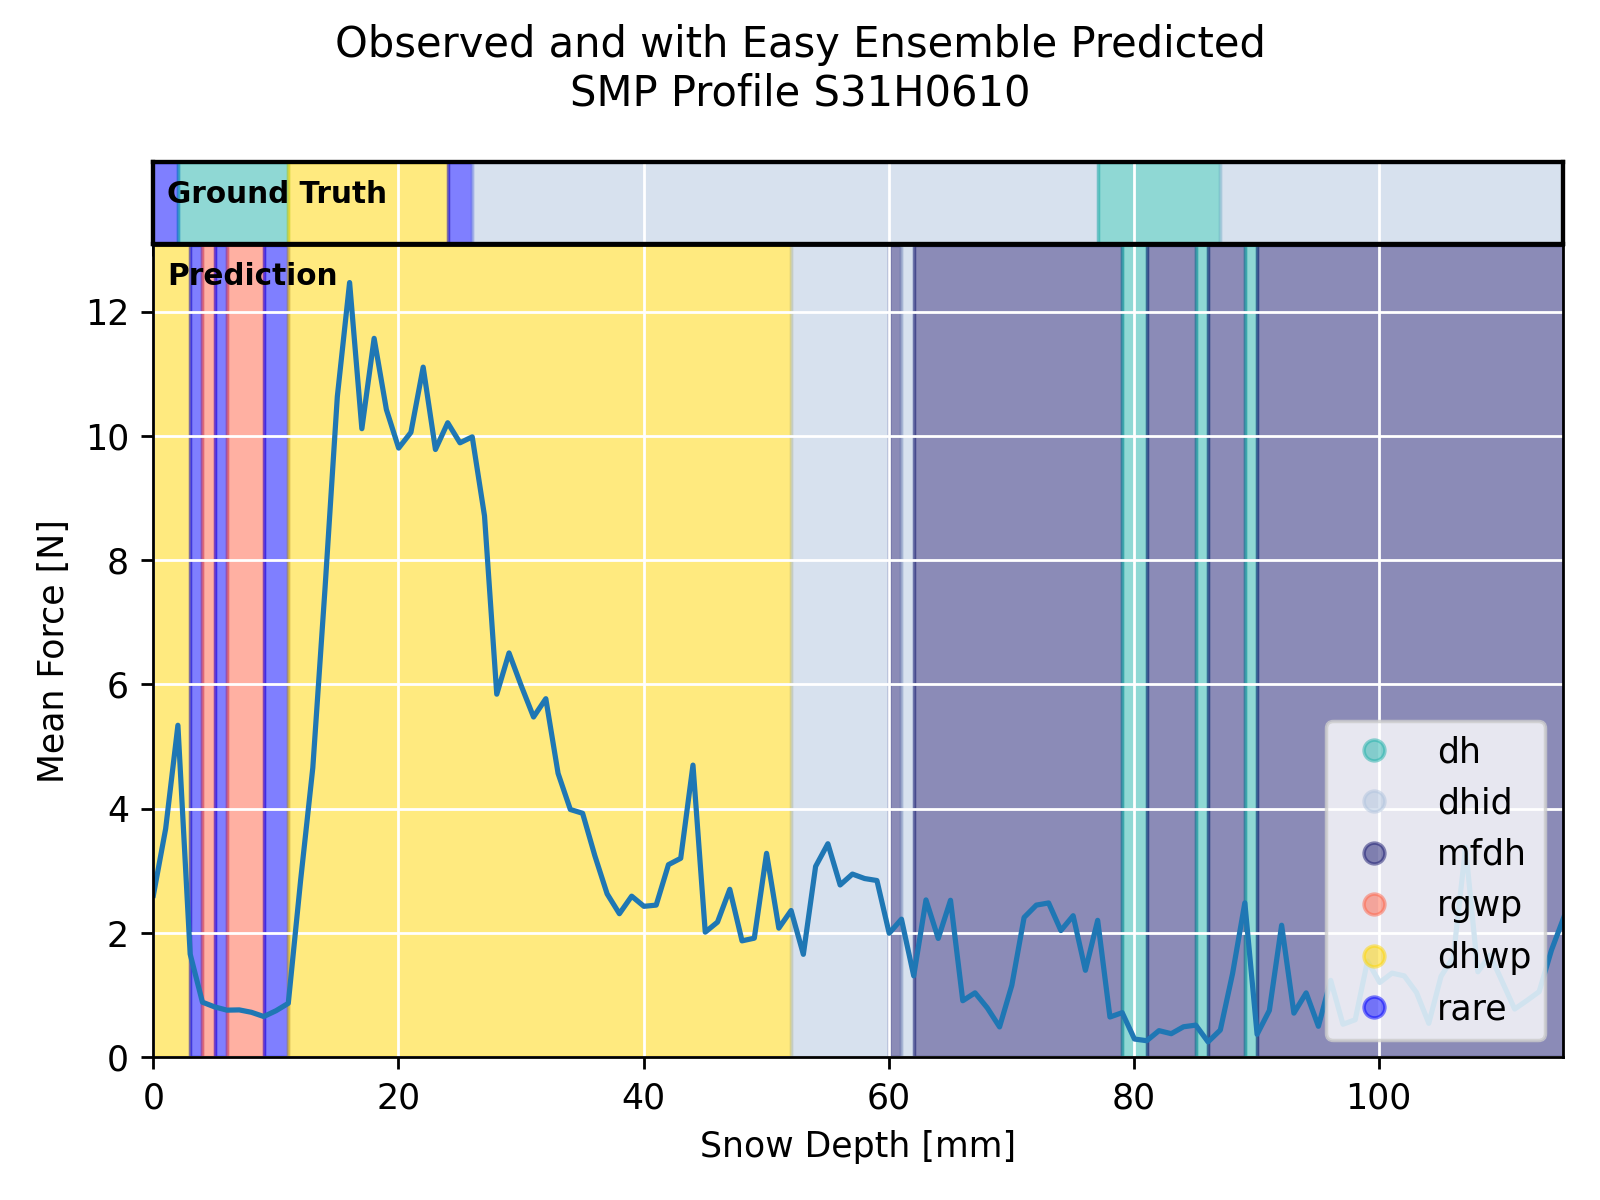 Observed and with Easy Ensemble Predicted
SMP Profile S31H0610
Ground Truth
Prediction
12
10
8
6
4
2
0
Mean Force [N]
dh
dhid
mfdh
rgwp
dhwp
rare
0 20 40 60 80 100
Snow Depth [mm]